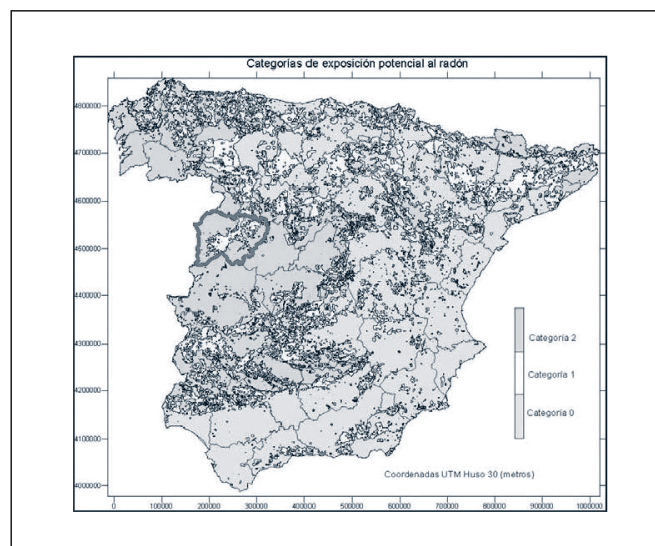 Categorías de exposición potencial al radón
4800000
4700000
4600000
4500000
4400000
4300000
4200000
4100000
4000000
Categoría 2
Categoría 1
Categoría 0
Coordenadas UTM Huso 30 (metros)
0 100000 200000 300000 400000 500000 600000 700000 800000 900000 1000000